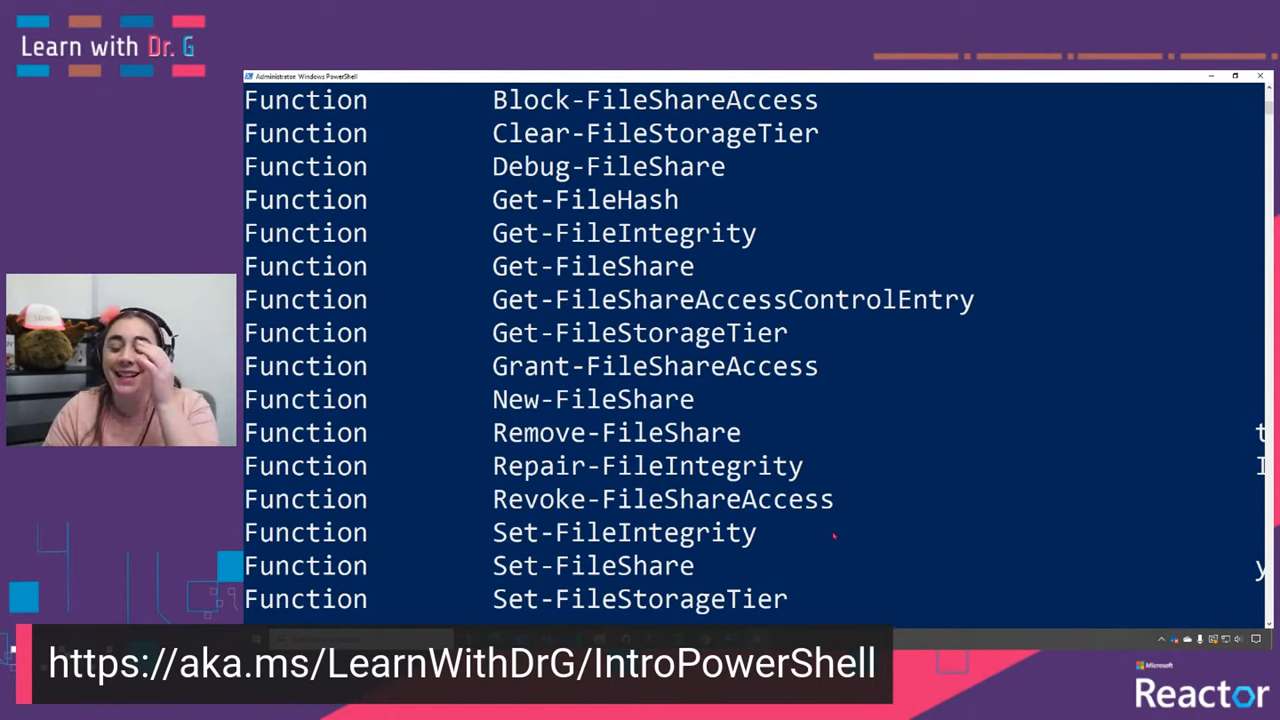 Learn with Dr. G
Administrator: Windows PowerShell
Function Block-FileShareAccess
Function Clear-FileStorageTier
Function Debug-FileShare
Function Get-FileHash
Function Get-FileIntegrity
Function Get-FileShare
Function Get-FileShareAccessControlEntry
Function Get-FileStorageTier
Function Grant-FileShareAccess
Function New-FileShare
Function Remove-FileShare t
Function Repair-FileIntegrity I
Function Revoke-FileShareAccess
Function Set-FileIntegrity
Function Set-FileShare y
Function Set-FileStorageTier
https://aka.ms/LearnWithDrG/IntroPowerShell
Microsoft
Reactor